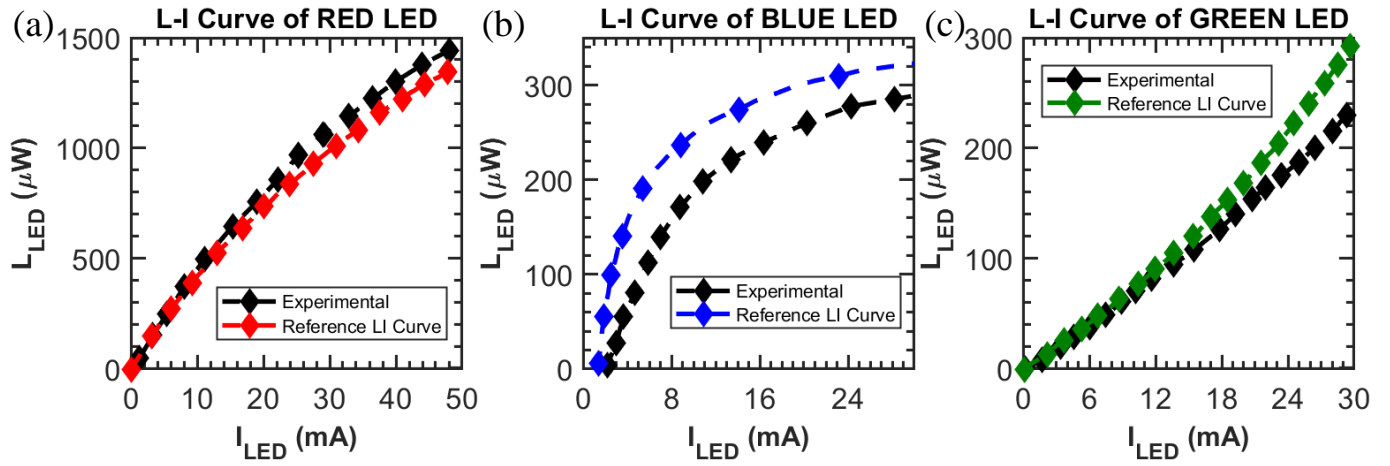 (a)
L-I Curve of RED LED
1500
1000
500
0
L_LED (μW)
Experimental
Reference LI Curve
0 10 20 30 40 50
I_LED (mA)
(b)
L-I Curve of BLUE LED
300
200
100
0
L_LED (μW)
Experimental
Reference LI Curve
0 8 16 24
I_LED (mA)
(c)
L-I Curve of GREEN LED
300
200
100
0
L_LED (μW)
Experimental
Reference LI Curve
0 6 12 18 24 30
I_LED (mA)